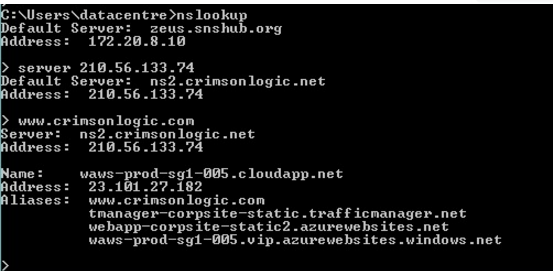 C:\Users\datacentre>nslookup
Default Server:  zeus.snshub.org
Address:  172.20.8.10
> server 210.56.133.74
Default Server:  ns2.crimsonlogic.net
Address:  210.56.133.74
> www.crimsonlogic.com
Server:  ns2.crimsonlogic.net
Address:  210.56.133.74
Name:    waws-prod-sg1-005.cloudapp.net
Address:  23.101.27.182
Aliases:  www.crimsonlogic.com
tmanager-corpsite-static.trafficmanager.net
webapp-corpsite-static2.azurewebsites.net
waws-prod-sg1-005.vip.azurewebsites.windows.net
>